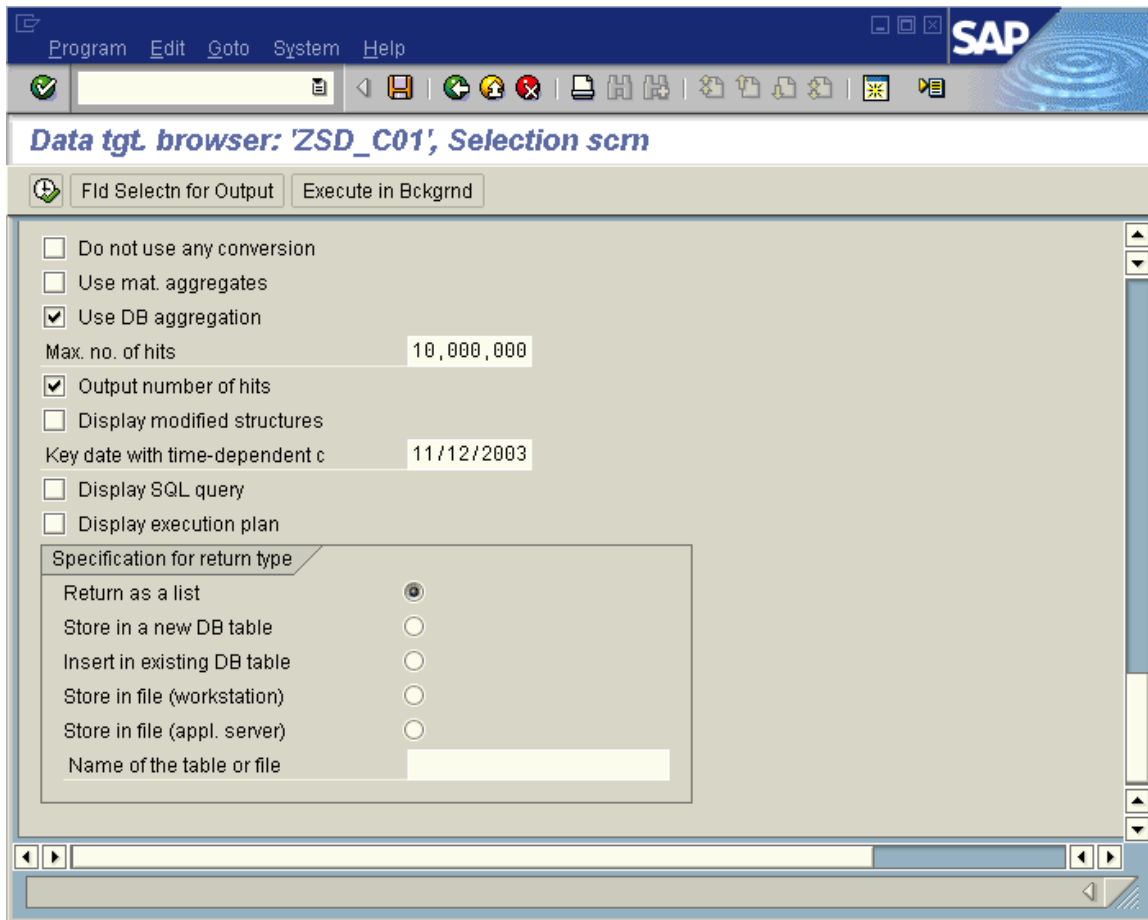 Program Edit Goto System Help
SAP
Data tgt. browser: 'ZSD_C01', Selection scrn
Fld Selectn for Output Execute in Bckgrnd
Do not use any conversion
Use mat. aggregates
Use DB aggregation
Max. no. of hits 10,000,000
Output number of hits
Display modified structures
Key date with time-dependent c 11/12/2003
Display SQL query
Display execution plan
Specification for return type
Return as a list
Store in a new DB table
Insert in existing DB table
Store in file (workstation)
Store in file (appl. server)
Name of the table or file